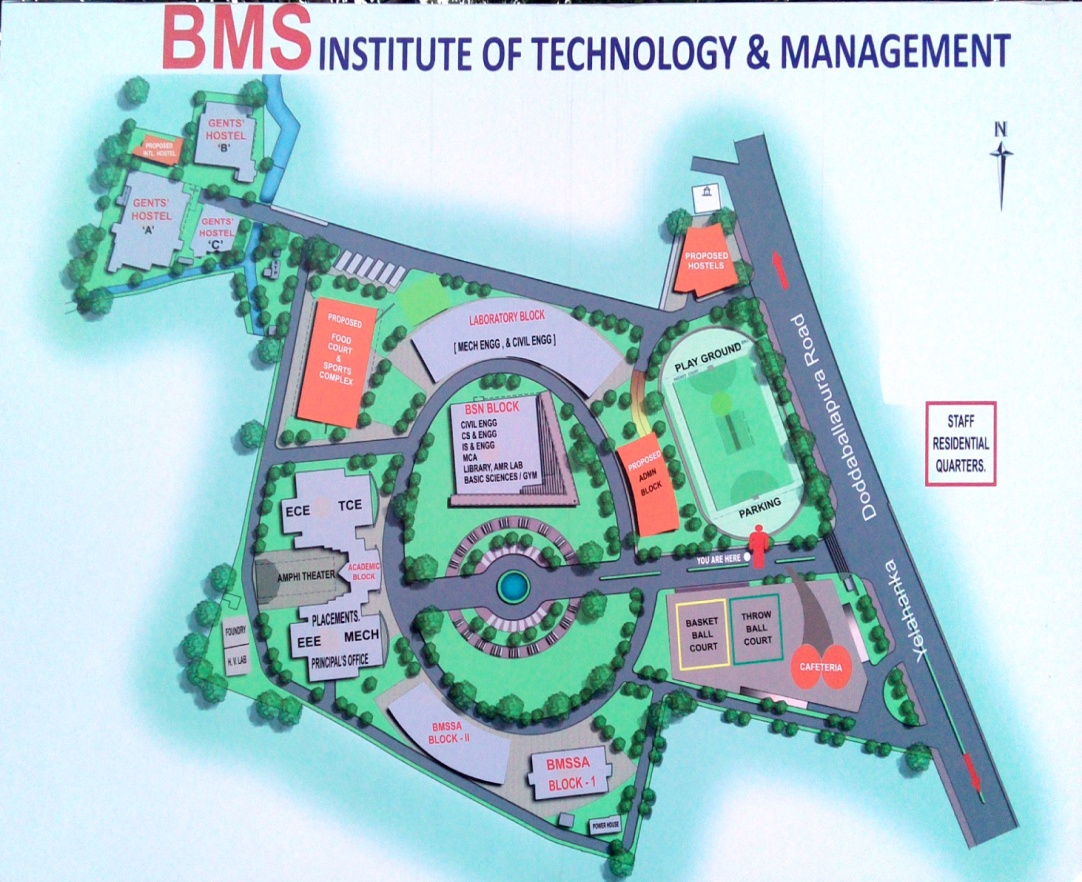 BMS INSTITUTE OF TECHNOLOGY & MANAGEMENT
N
GENTS'
HOSTEL
'B'
PROPOSED
INTL HOSTEL
GENTS'
HOSTEL
'A'
GENTS'
HOSTEL
'C'
PROPOSED
HOSTELS
PROPOSED
FOOD
COURT
&
SPORTS
COMPLEX
LABORATORY BLOCK
[ MECH ENGG , & CIVIL ENGG ]
PLAY GROUND
Doddaballapura Road
BSN BLOCK
CIVIL ENGG
CS & ENGG
IS & ENGG
MCA
LIBRARY, AMR LAB
BASIC SCIENCES / GYM
STAFF
RESIDENTIAL
QUARTERS.
PROPOSED
ADMN
BLOCK
PARKING
ECE
TCE
YOU ARE HERE
AMPHI THEATER
ACADEMIC
BLOCK
Yelahanka
PLACEMENTS.
EEE
MECH
PRINCIPAL'S OFFICE
FOUNDRY
H. V. LAB
BASKET
BALL
COURT
THROW
BALL
COURT
CAFETERIA
BMSSA
BLOCK - II
BMSSA
BLOCK - 1
POWER HOUSE